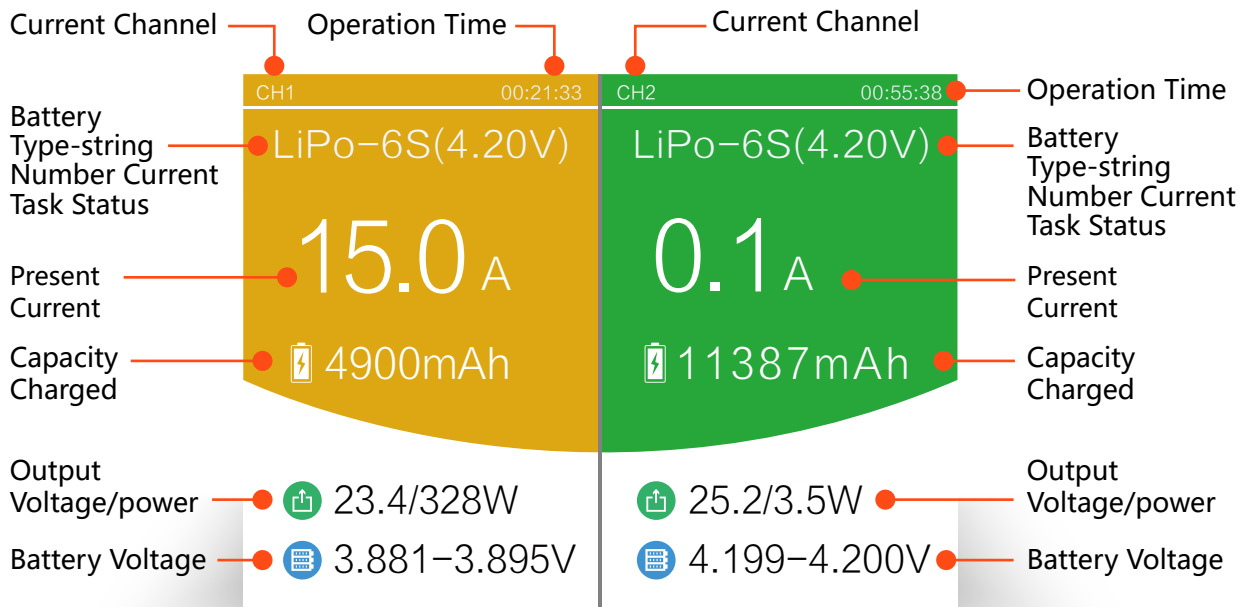 Current Channel
Operation Time
Current Channel
CH1
00:21:33
CH2
00:55:38
Operation Time
Battery
Type-string
Number Current
Task Status
LiPo-6S(4.20V)
LiPo-6S(4.20V)
Battery
Type-string
Number Current
Task Status
Present
Current
15.0 A
0.1 A
Present
Current
Capacity
Charged
4900mAh
11387mAh
Capacity
Charged
Output
Voltage/power
23.4/328W
25.2/3.5W
Output
Voltage/power
Battery Voltage
3.881-3.895V
4.199-4.200V
Battery Voltage